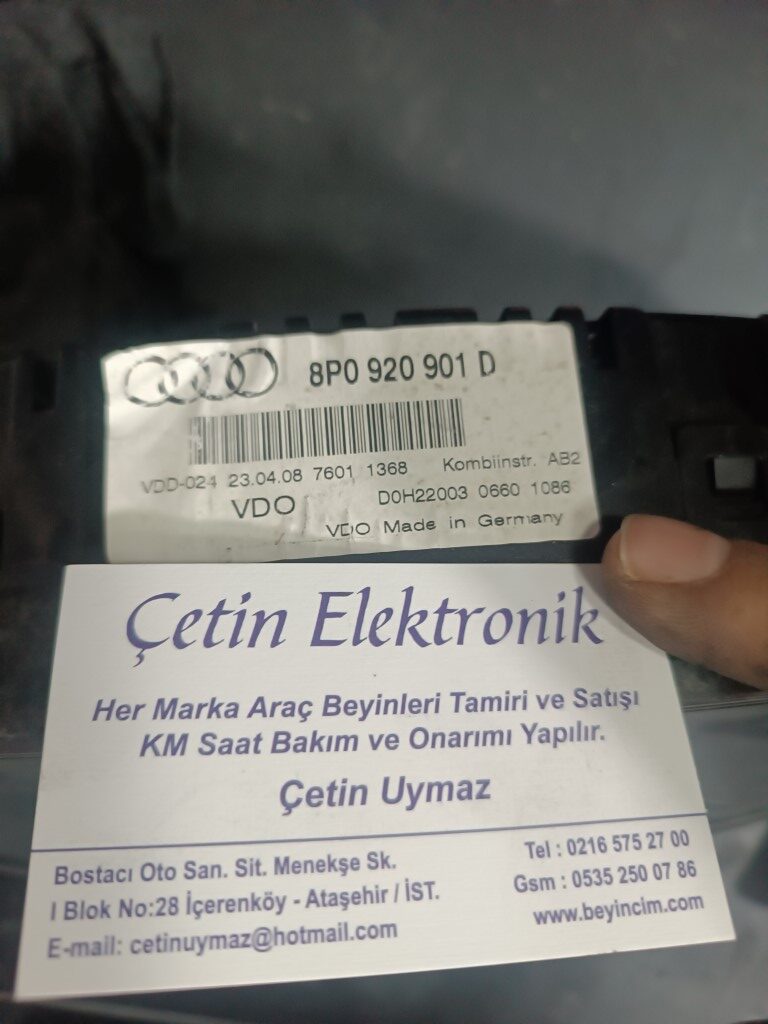 8P0 920 901 D
VDD-024 23.04.08 7601 1368 Kombiinstr. AB2
VDO D0H22003 0660 1086
VDO Made in Germany
Çetin Elektronik
Her Marka Araç Beyinleri Tamiri ve Satışı
KM Saat Bakım ve Onarımı Yapılır.
Çetin Uymaz
Bostacı Oto San. Sit. Menekşe Sk.
I Blok No:28 İçerenköy - Ataşehir / İST.
E-mail: cetinuymaz@hotmail.com
Tel : 0216 575 27 00
Gsm : 0535 250 07 86
www.beyincim.com